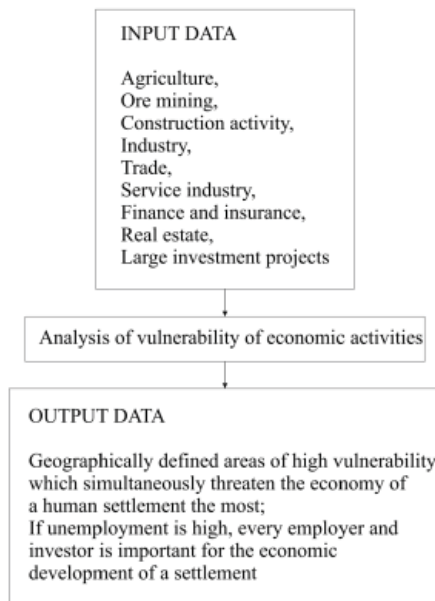 INPUT DATA
Agriculture,
Ore mining,
Construction activity,
Industry,
Trade,
Service industry,
Finance and insurance,
Real estate,
Large investment projects
Analysis of vulnerability of economic activities
OUTPUT DATA
Geographically defined areas of high vulnerability
which simultaneously threaten the economy of
a human settlement the most;
If unemployment is high, every employer and
investor is important for the economic
development of a settlement